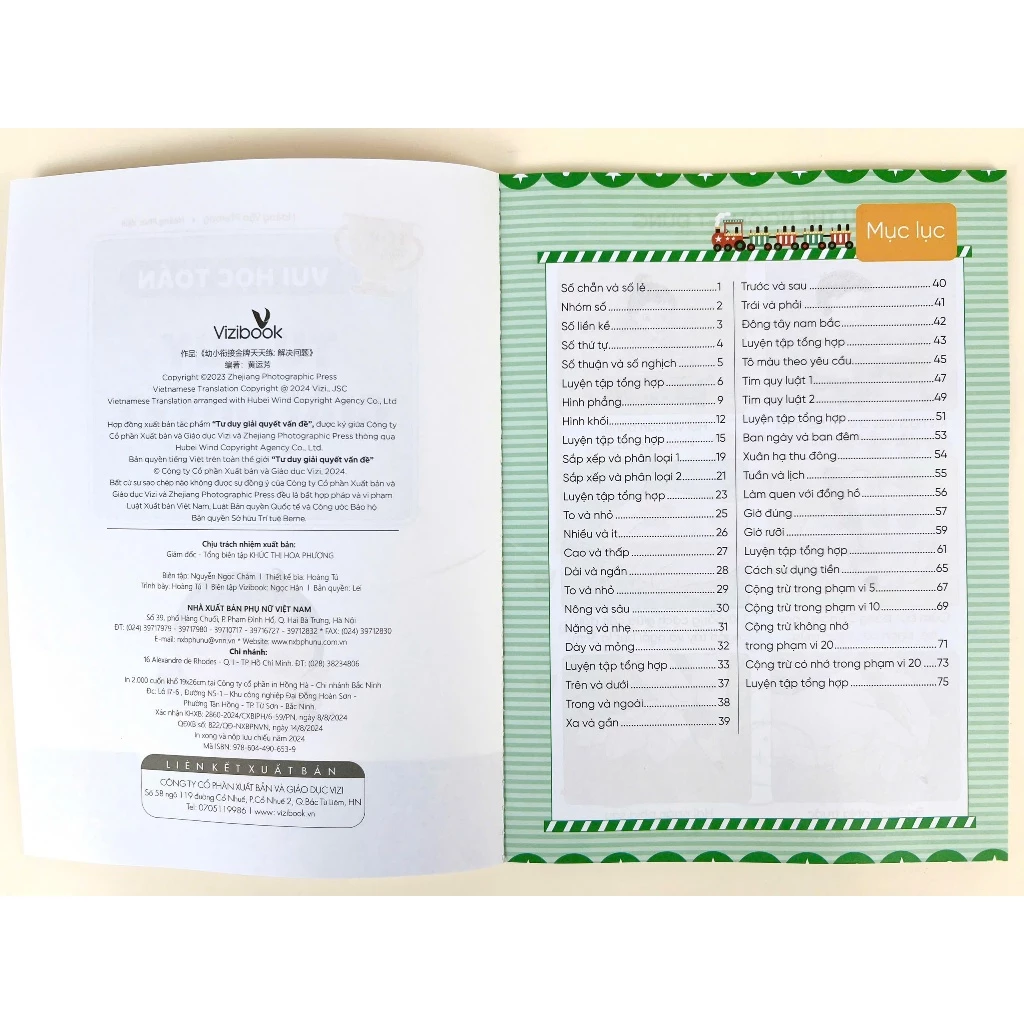 VUI HỌC TOÁN
Vizibook
作品:《幼小衔接金牌天天练: 解决问题》
编著: 黄运芳
Copyright ©2023 Zhejiang Photographic Press
Vietnamese Translation Copyright @ 2024 Vizi., JSC
Vietnamese Translation arranged with Hubei Wind Copyright Agency Co., Ltd
Hợp đồng xuất bản tác phẩm "Tư duy giải quyết vấn đề", được ký giữa Công ty
Cổ phần Xuất bản và Giáo dục Vizi và Zhejiang Photographic Press thông qua
Hubei Wind Copyright Agency Co., Ltd.
Bản quyền tiếng Việt trên toàn thế giới "Tư duy giải quyết vấn đề"
© Công ty Cổ phần Xuất bản và Giáo dục Vizi, 2024.
Bất cứ sự sao chép nào không được sự đồng ý của Công ty Cổ phần Xuất bản và
Giáo dục Vizi và Zhejiang Photographic Press đều là bất hợp pháp và vi phạm
Luật Xuất bản Việt Nam, Luật Bản quyền Quốc tế và Công ước Bảo hộ
Bản quyền Sở hữu Trí tuệ Berne.
Chịu trách nhiệm xuất bản:
Giám đốc - Tổng biên tập KHÚC THỊ HOA PHƯỢNG
Biên tập: Nguyễn Ngọc Châm I Thiết kế bìa: Hoàng Tú
Trình bày: Hoàng Tú I Biên tập Vizibook: Ngọc Hân I Bản quyền: Lei
NHÀ XUẤT BẢN PHỤ NỮ VIỆT NAM
Số 39, phố Hàng Chuối, P. Phạm Đình Hổ, Q. Hai Bà Trưng, Hà Nội
ĐT: (024) 39717979 - 39717980 - 39710717 - 39716727 - 39712832 * FAX: (024) 39712830
E-mail: nxbphunu@vnn.vn * Website: www.nxbphunu.com.vn
Chi nhánh:
16 Alexandre de Rhodes - Q. I - TP Hồ Chí Minh. ĐT: (028) 38234806
In 2.000 cuốn khổ 19x26cm tại Công ty cổ phần in Hồng Hà - Chi nhánh Bắc Ninh
Đc: Lô I7-6 , Đường NS-1 – Khu công nghiệp Đại Đồng Hoàn Sơn -
Phường Tân Hồng - TP Từ Sơn - Bắc Ninh.
Xác nhận KHXB: 2860-2024/CXBIPH/6-59/PN, ngày 8/8/2024
QĐXB số: 822/QĐ-NXBPNVN, ngày 14/8/2024
In xong và nộp lưu chiểu năm 2024
Mã ISBN: 978-604-490-653-9
LIÊN KẾT XUẤT BẢN
CÔNG TY CỔ PHẦN XUẤT BẢN VÀ GIÁO DỤC VIZI
Số 58 ngõ 119 đường Cổ Nhuế, P.Cổ Nhuế 2, Q.Bắc Từ Liêm, HN
Tel: 0705119986 I www: vizibook.vn
Mục lục
Số chẵn và số lẻ.....................1
Nhóm số.................................2
Số liền kề................................3
Số thứ tự.................................4
Số thuận và số nghịch............5
Luyện tập tổng hợp................6
Hình phẳng.............................9
Hình khối................................12
Luyện tập tổng hợp................15
Sắp xếp và phân loại 1...........19
Sắp xếp và phân loại 2..........21
Luyện tập tổng hợp...............23
To và nhỏ...............................25
Nhiều và ít..............................26
Cao và thấp...........................27
Dài và ngắn...........................28
To và nhỏ...............................29
Nông và sâu..........................30
Nặng và nhẹ..........................31
Dày và mỏng.........................32
Luyện tập tổng hợp...............33
Trên và dưới..........................37
Trong và ngoài.......................38
Xa và gần..............................39
Trước và sau.........................40
Trái và phải............................41
Đông tây nam bắc.................42
Luyện tập tổng hợp...............43
Tô màu theo yêu cầu............45
Tìm quy luật 1........................47
Tìm quy luật 2.......................49
Luyện tập tổng hợp...............51
Ban ngày và ban đêm...........53
Xuân hạ thu đông..................54
Tuần và lịch............................55
Làm quen với đồng hồ...........56
Giờ đúng................................57
Giờ rưỡi..................................59
Luyện tập tổng hợp...............61
Cách sử dụng tiền.................65
Cộng trừ trong phạm vi 5.......67
Cộng trừ trong phạm vi 10.....69
Cộng trừ không nhớ
trong phạm vi 20...................71
Cộng trừ có nhớ trong phạm vi 20....73
Luyện tập tổng hợp...............75